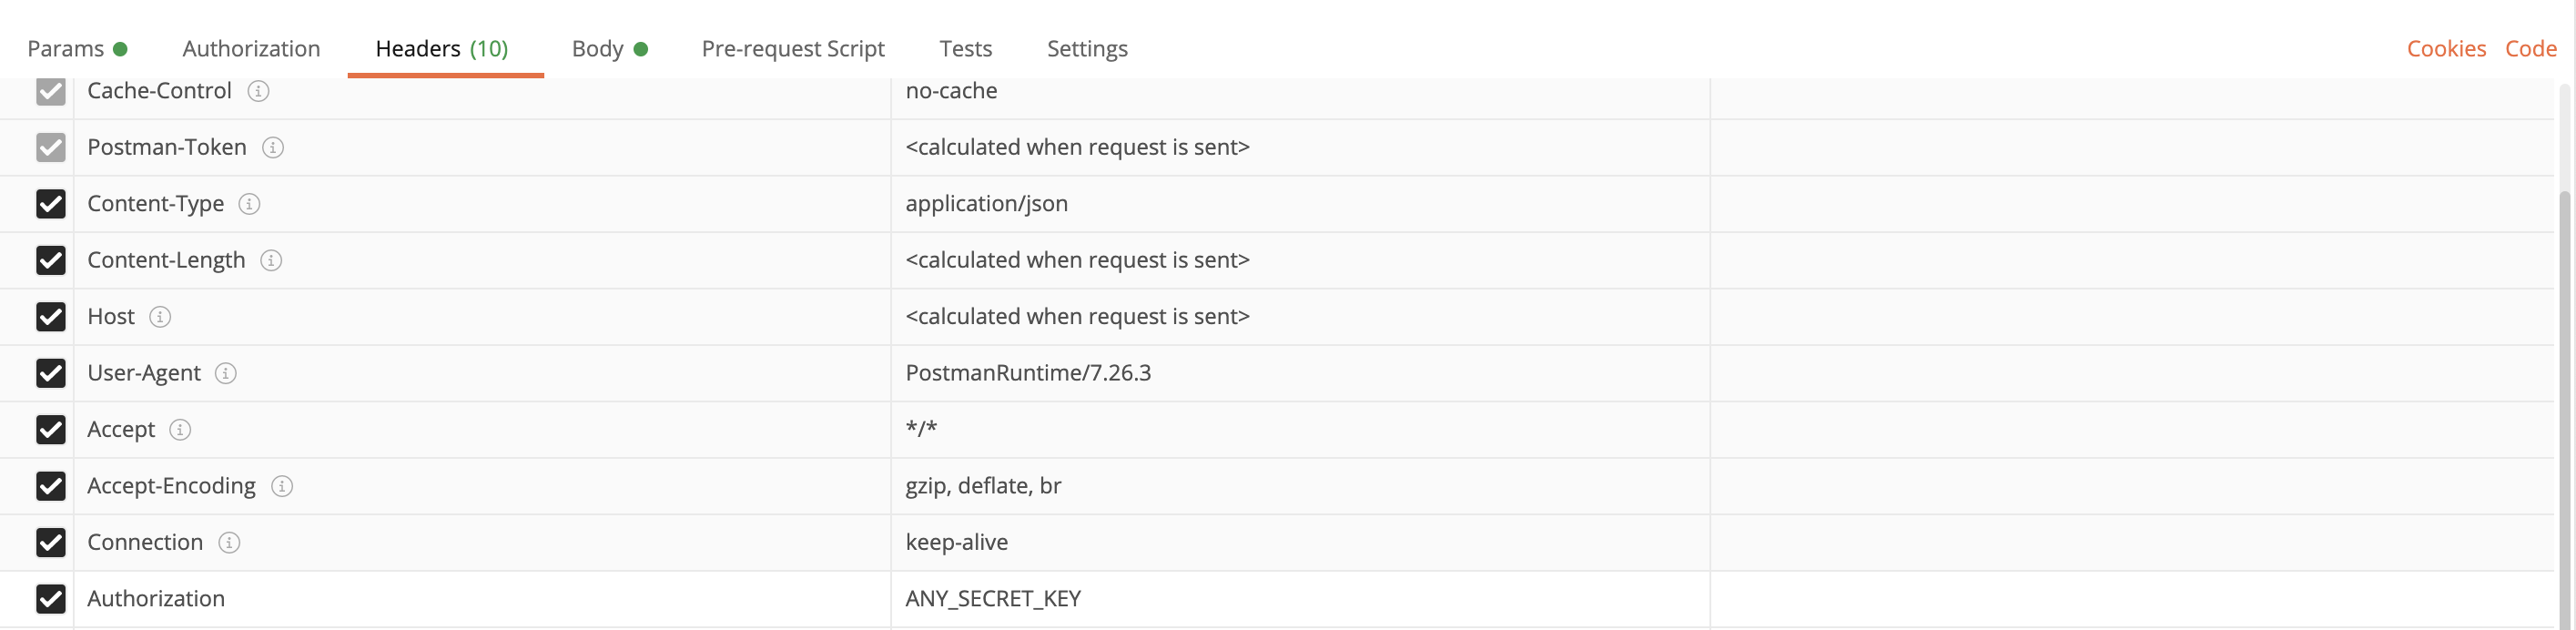 Params Authorization Headers (10) Body Pre-request Script Tests Settings Cookies Code
Cache-Control no-cache
Postman-Token <calculated when request is sent>
Content-Type application/json
Content-Length <calculated when request is sent>
Host <calculated when request is sent>
User-Agent PostmanRuntime/7.26.3
Accept */*
Accept-Encoding gzip, deflate, br
Connection keep-alive
Authorization ANY_SECRET_KEY